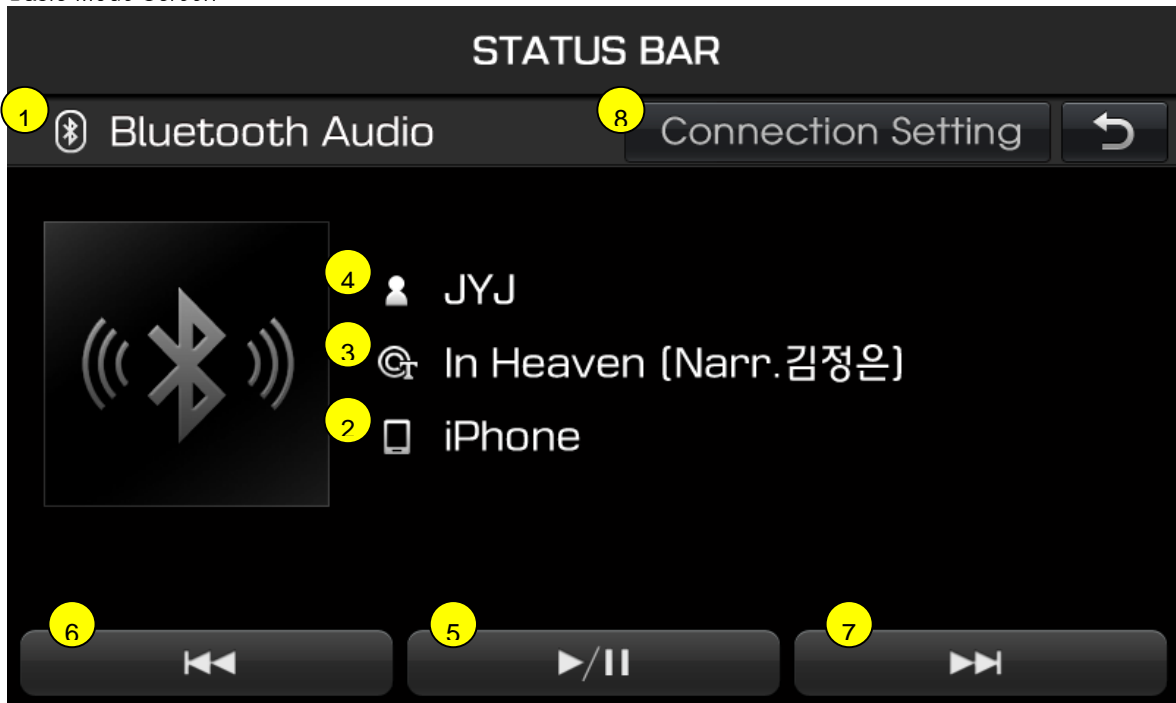 STATUS BAR
1 Bluetooth Audio 8 Connection Setting
4 JYJ
3 In Heaven (Narr.김정은)
2 iPhone
6 5 7